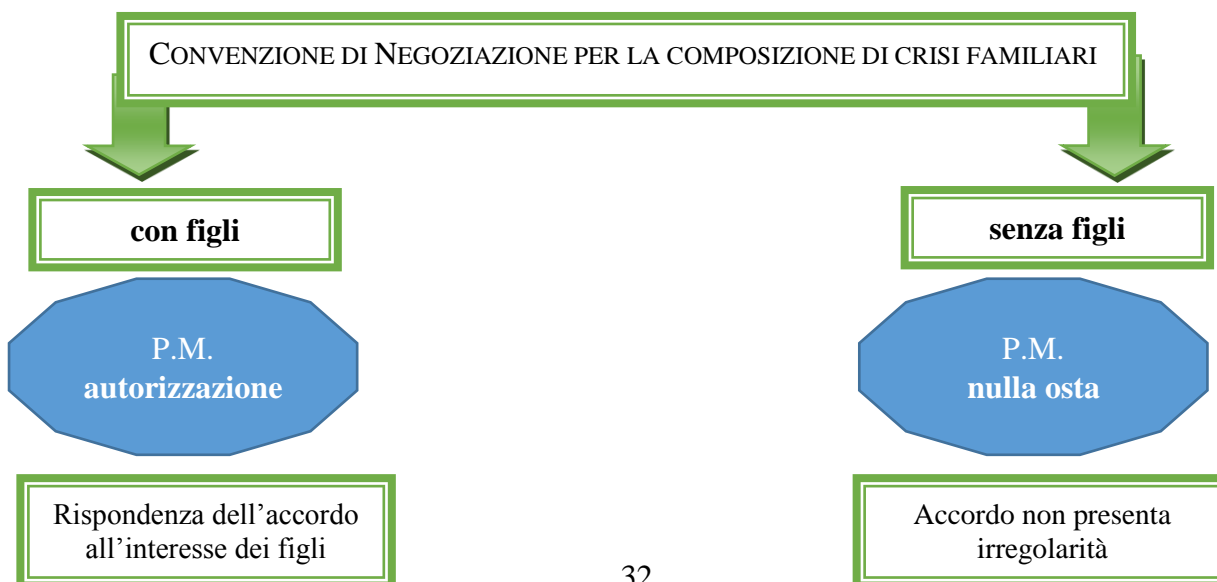 CONVENZIONE DI NEGOZIAZIONE PER LA COMPOSIZIONE DI CRISI FAMILIARI
con figli
P.M.
autorizzazione
Rispondenza dell’accordo
all’interesse dei figli
senza figli
P.M.
nulla osta
Accordo non presenta
irregolarità
32